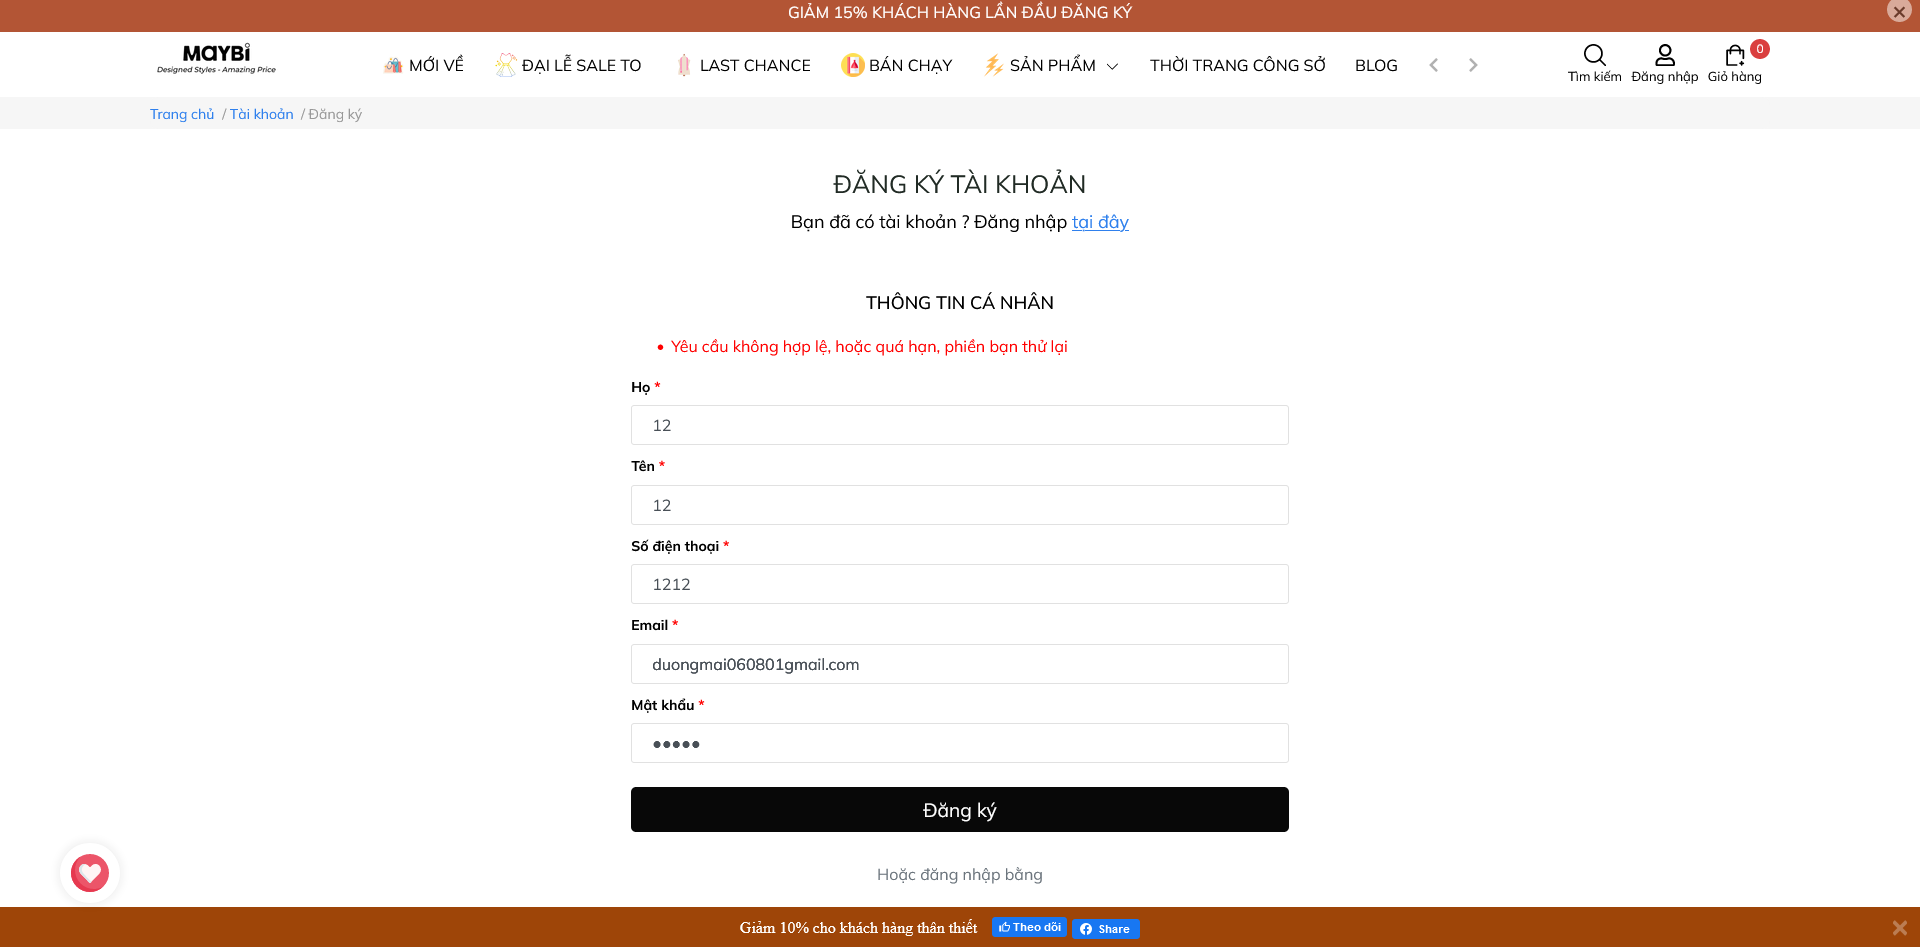 GIẢM 15% KHÁCH HÀNG LẦN ĐẦU ĐĂNG KÝ
MAYBI
Designed Styles - Amazing Price
MỚI VỀ
ĐẠI LỄ SALE TO
LAST CHANCE
BÁN CHẠY
SẢN PHẨM
THỜI TRANG CÔNG SỞ
BLOG
Tìm kiếm
Đăng nhập
0
Giỏ hàng
Trang chủ / Tài khoản / Đăng ký
ĐĂNG KÝ TÀI KHOẢN
Bạn đã có tài khoản ? Đăng nhập tại đây
THÔNG TIN CÁ NHÂN
• Yêu cầu không hợp lệ, hoặc quá hạn, phiền bạn thử lại
Họ *
12
Tên *
12
Số điện thoại *
1212
Email *
duongmai060801gmail.com
Mật khẩu *
•••••
Đăng ký
Hoặc đăng nhập bằng
Giảm 10% cho khách hàng thân thiết
Theo dõi
Share